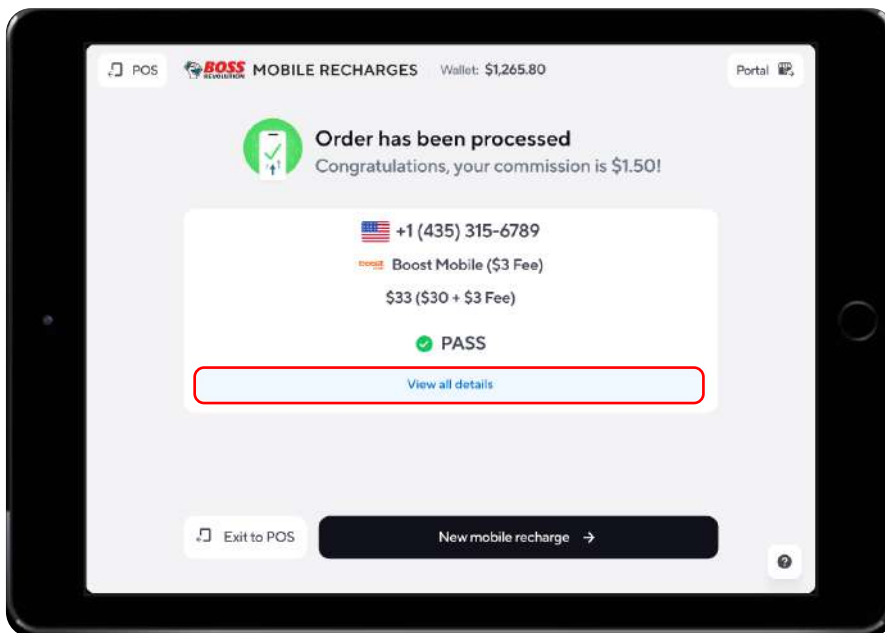 POS
BOSS REVOLUTION MOBILE RECHARGES Wallet: $1,265.80
Portal
Order has been processed
Congratulations, your commission is $1.50!
+1 (435) 315-6789
boost Boost Mobile ($3 Fee)
$33 ($30 + $3 Fee)
PASS
View all details
Exit to POS
New mobile recharge →
?